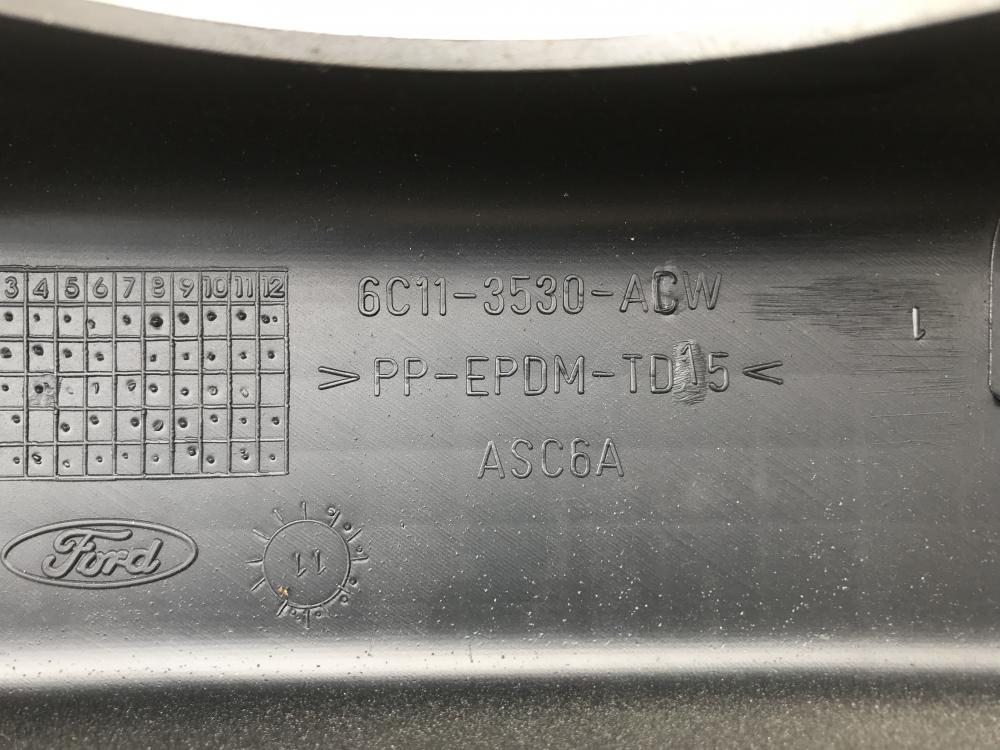 3 4 5 6 7 8 9 10 11 12
6C11-3530-ACW
1
>PP-EPDM-TD15<
ASC6A
Ford
11